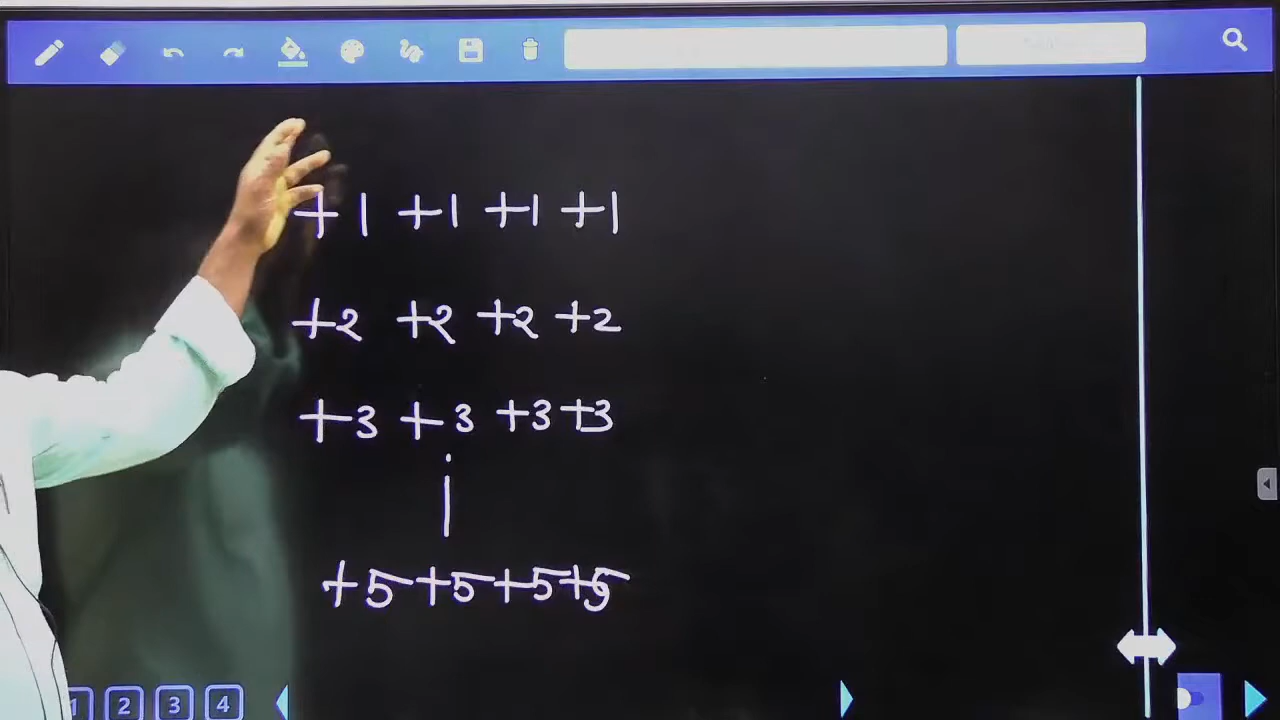 +1 +1 +1 +1
+2 +2 +2 +2
+3 +3 +3 +3
+5 +5 +5 +5
1 2 3 4